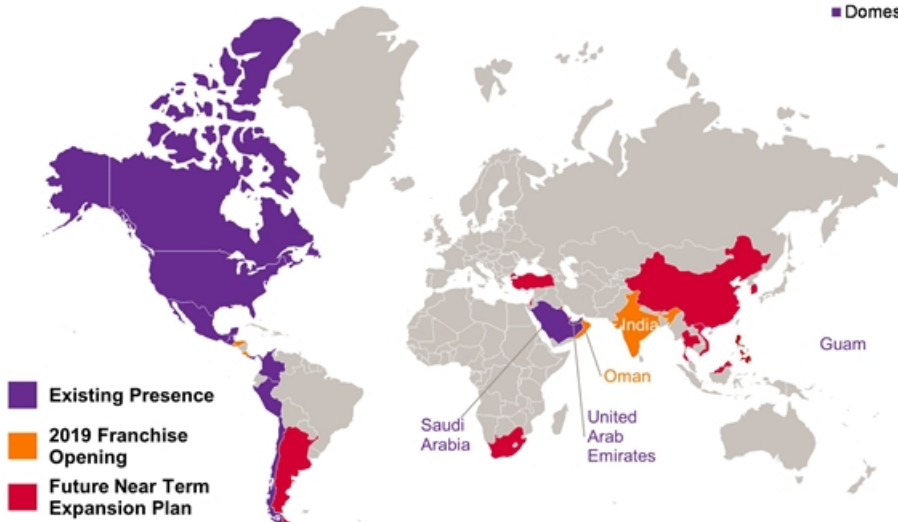 Domes
India
Guam
Oman
Saudi
Arabia
United
Arab
Emirates
Existing Presence
2019 Franchise
Opening
Future Near Term
Expansion Plan